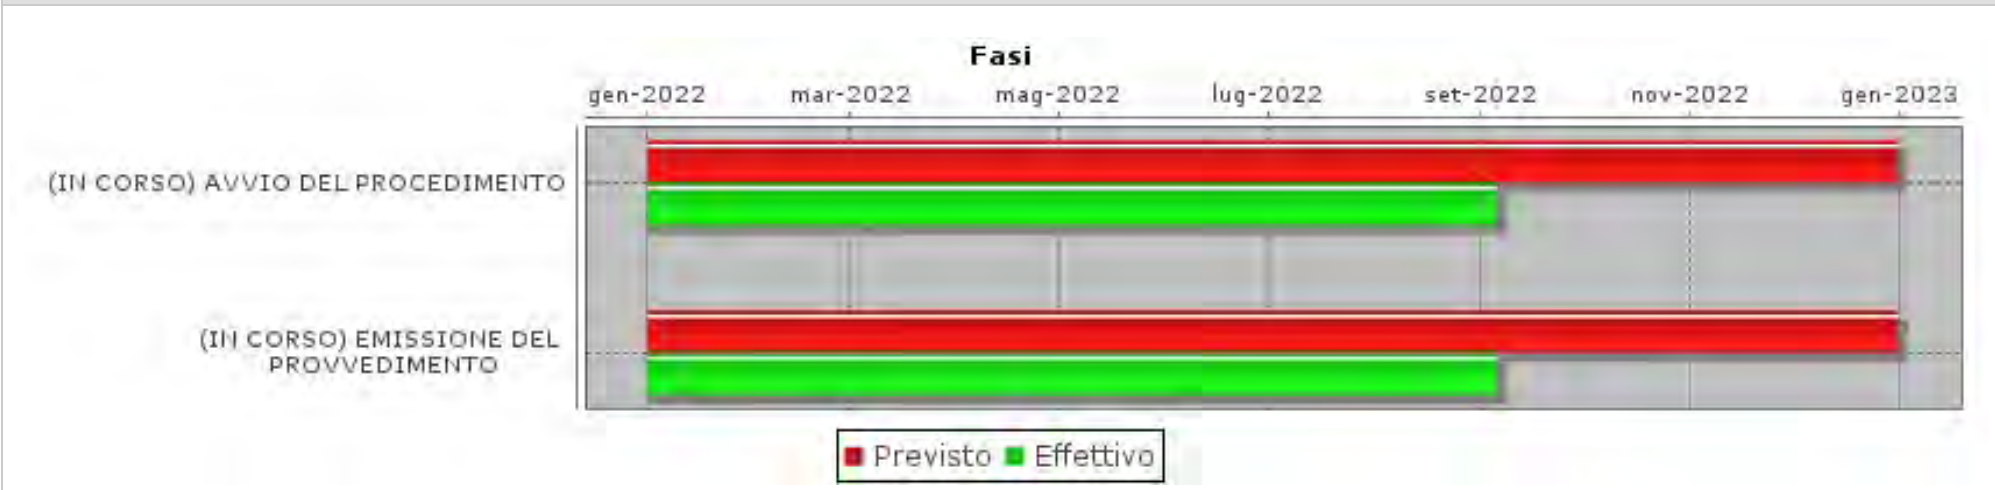 Fasi
gen-2022 mar-2022 mag-2022 lug-2022 set-2022 nov-2022 gen-2023
(IN CORSO) AVVIO DEL PROCEDIMENTO
(IN CORSO) EMISSIONE DEL
PROVVEDIMENTO
Previsto Effettivo